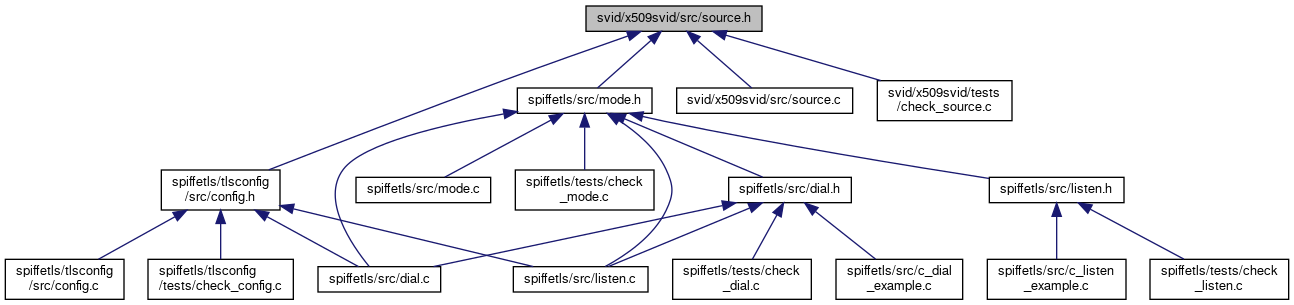 svid/x509svid/src/source.h
spiffetls/src/mode.h
svid/x509svid/src/source.c
svid/x509svid/tests
/check_source.c
spiffetls/tlsconfig
/src/config.h
spiffetls/src/mode.c
spiffetls/tests/check
_mode.c
spiffetls/src/dial.h
spiffetls/src/listen.h
spiffetls/tlsconfig
/src/config.c
spiffetls/tlsconfig
/tests/check_config.c
spiffetls/src/dial.c
spiffetls/src/listen.c
spiffetls/tests/check
_dial.c
spiffetls/src/c_dial
_example.c
spiffetls/src/c_listen
_example.c
spiffetls/tests/check
_listen.c